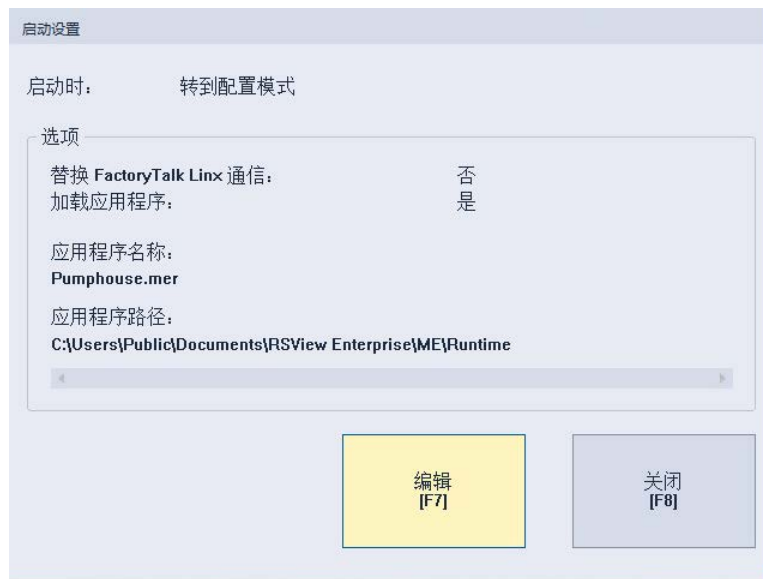 启动设置
启动时： 转到配置模式
选项
替换 FactoryTalk Linx 通信： 否
加载应用程序： 是
应用程序名称：
Pumphouse.mer
应用程序路径：
C:\Users\Public\Documents\RSView Enterprise\ME\Runtime
编辑
[F7]
关闭
[F8]